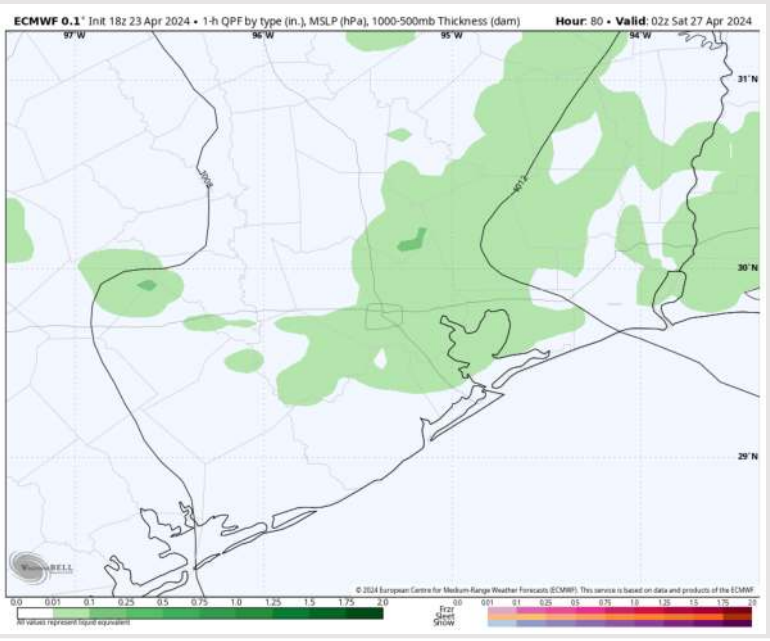 ECMWF 0.1° Init 18z 23 Apr 2024 • 1-h QPF by type (in.), MSLP (hPa), 1000-500mb Thickness (dam) Hour: 80 • Valid: 02z Sat 27 Apr 2024
97°W 96°W 95°W 94°W
31°N
1008
1012
30°N
29°N
WeatherBELL
© 2024 European Centre for Medium-Range Weather Forecasts (ECMWF). This service is based on data and products of the ECMWF
0.0 0.01 0.1 0.25 0.5 0.75 1.0 1.25 1.5 1.75 2.0 0.0 0.01 0.1 0.25 0.5 0.75 1.0 1.25 1.5 1.75 2.0
Frzr
Sleet
Snow
All values represent liquid equivalent